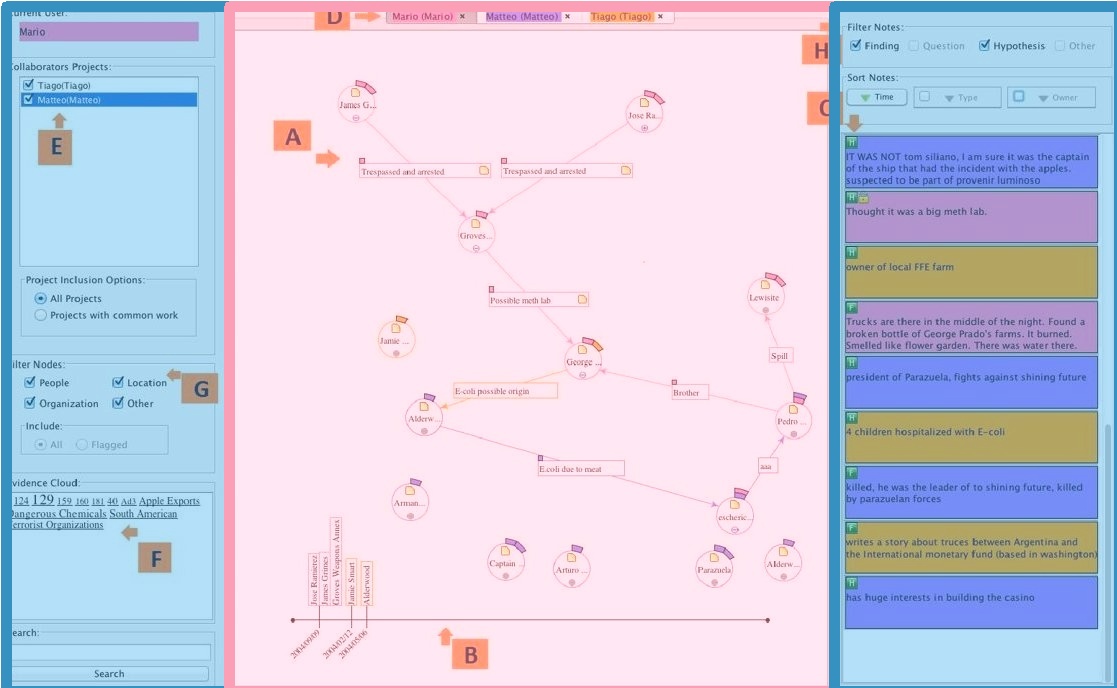 Current User:
Mario
Collaborators Projects:
Tiago(Tiago)
Matteo(Matteo)
E
Project Inclusion Options:
All Projects
Projects with common work
Filter Nodes:
People
Location
G
Organization
Other
Include:
All
Flagged
Evidence Cloud:
124 129 159 160 181 40 Ad3 Apple Exports
Dangerous Chemicals South American
Terrorist Organizations
F
Search:
Search
D
Mario (Mario) ×
Matteo (Matteo) ×
Tiago (Tiago) ×
H
C
A
James G...
Jose Ra...
Trespassed and arrested
Trespassed and arrested
Groves...
Possible meth lab
Lewisite
Jamie ...
George ...
Spill
E-coli possible origin
Brother
Alderw...
Pedro ...
E.coli due to meat
aaa
Arman...
escheric...
Captain ...
Arturo ...
Parazuela
Alderw...
Jose Ramierez
James Grimes
Groves Weapons Annex
Jamie Smart
Alderwood
2004/09/09
2004/02/12
2004/05/06
B
Filter Notes:
Finding
Question
Hypothesis
Other
Sort Notes:
Time
Type
Owner
H
IT WAS NOT tom siliano, I am sure it was the captain
of the ship that had the incident with the apples.
suspected to be part of provenir luminoso
H
Thought it was a big meth lab.
H
owner of local FFE farm
F
Trucks are there in the middle of the night. Found a
broken bottle of George Prado's farms. It burned.
Smelled like flower garden. There was water there.
H
president of Parazuela, fights against shining future
H
4 children hospitalized with E-coli
F
killed, he was the leader of to shining future, killed
by parazuelan forces
F
writes a story about truces between Argentina and
the International monetary fund (based in washington)
H
has huge interests in building the casino